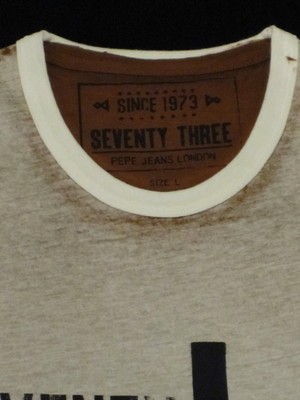 SINCE 1973
SEVENTY THREE
PEPE JEANS LONDON
SIZE L